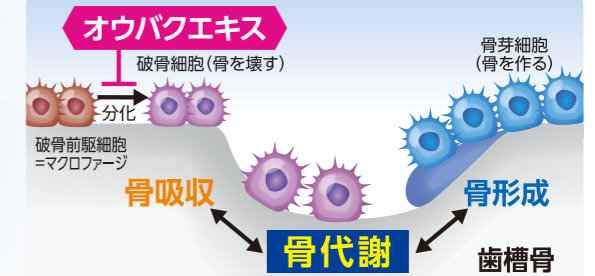 オウバクエキス
破骨細胞（骨を壊す）
分化
破骨前駆細胞
=マクロファージ
骨芽細胞
（骨を作る）
骨吸収
骨形成
骨代謝
歯槽骨